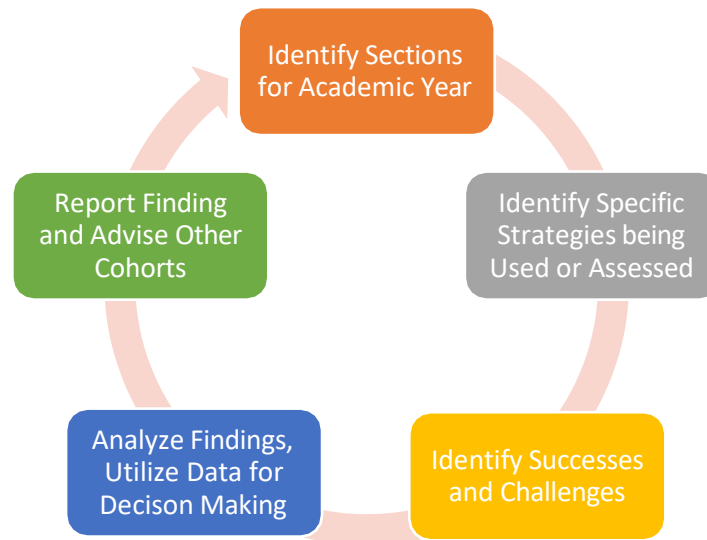 Identify Sections
for Academic Year
Identify Specific
Strategies being
Used or Assessed
Identify Successes
and Challenges
Analyze Findings,
Utilize Data for
Decison Making
Report Finding
and Advise Other
Cohorts